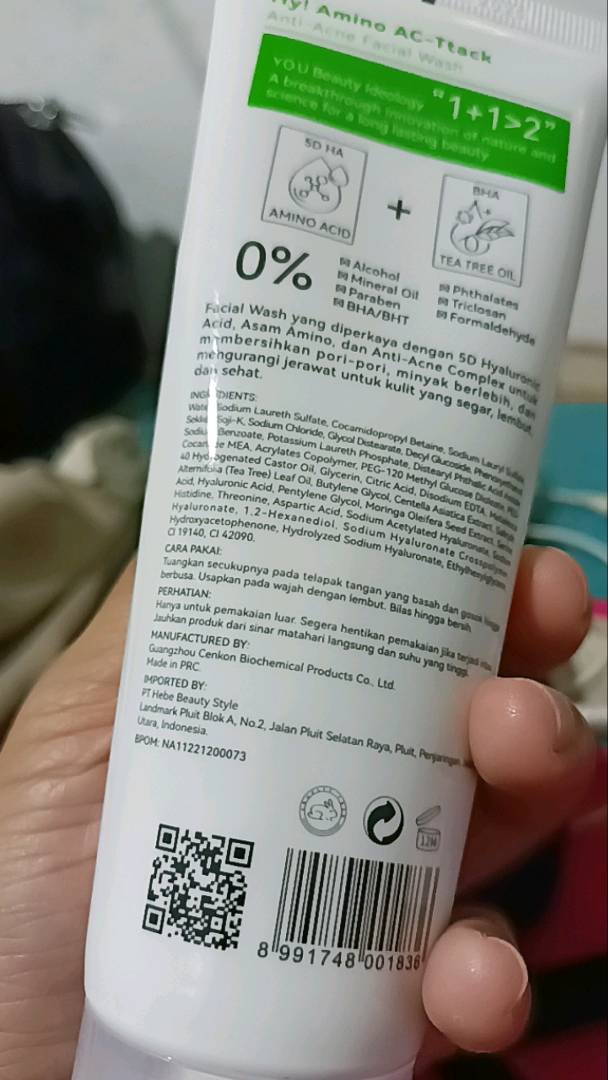 Hy! Amino AC-Ttack
Anti-Acne Facial Wash
YOU Beauty Ideology "1+1>2"
A breakthrough innovation of nature and
science for a long lasting beauty
5D HA
AMINO ACID
+
BHA
TEA TREE OIL
0%
Alcohol
Mineral Oil
Paraben
BHA/BHT
Phthalates
Triclosan
Formaldehyde
Facial Wash yang diperkaya dengan 5D Hyaluronic
Acid, Asam Amino, dan Anti-Acne Complex untuk
membersihkan pori-pori, minyak berlebih, dan
mengurangi jerawat untuk kulit yang segar, lembut,
dan sehat.
INGREDIENTS:
Water, Sodium Laureth Sulfate, Cocamidopropyl Betaine, Sodium Lauryl
Soji-K, Sodium Chloride, Glycol Distearate, Decyl Glucoside,
Sodium Benzoate, Potassium Laureth Phosphate, Distearyl Phthalic Acid
MEA, Acrylates Copolymer, PEG-120 Methyl Glucose Dioleate,
40 Hydrogenated Castor Oil, Glycerin, Citric Acid, Disodium EDTA,
Alternifolia (Tea Tree) Leaf Oil, Butylene Glycol, Centella Asiatica Extract,
Acid, Hyaluronic Acid, Pentylene Glycol, Moringa Oleifera Seed Extract,
Histidine, Threonine, Aspartic Acid, Sodium Acetylated Hyaluronate,
Hyaluronate, 1,2-Hexanediol, Sodium Hyaluronate Crosspolymer,
Hydroxyacetophenone, Hydrolyzed Sodium Hyaluronate,
CI 19140, CI 42090.
CARA PAKAI:
Tuangkan secukupnya pada telapak tangan yang basah dan gosok hingga
berbusa. Usapkan pada wajah dengan lembut. Bilas hingga bersih.
PERHATIAN:
Hanya untuk pemakaian luar. Segera hentikan pemakaian jika terjadi
Jauhkan produk dari sinar matahari langsung dan suhu yang tinggi.
MANUFACTURED BY:
Guangzhou Cenkon Biochemical Products Co., Ltd.
Made in PRC.
IMPORTED BY:
PT Hebe Beauty Style
Landmark Pluit Blok A, No.2, Jalan Pluit Selatan Raya, Pluit, Penjaringan,
Utara, Indonesia.
BPOM: NA11221200073
12M
8 991748 001836